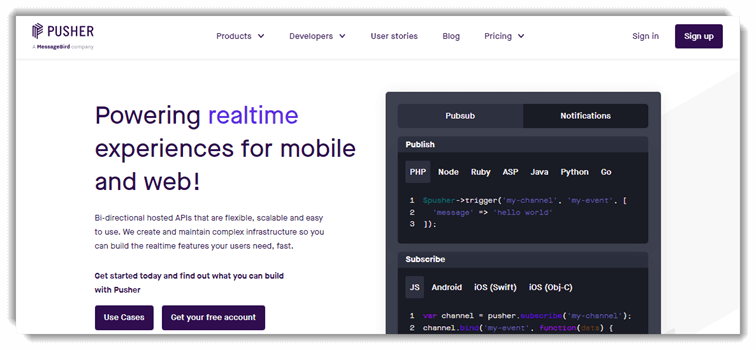 PUSHER
A MessageBird company
Products Developers User stories Blog Pricing Sign in Sign up
Powering realtime
experiences for mobile
and web!
Bi-directional hosted APIs that are flexible, scalable and easy
to use. We create and maintain complex infrastructure so you
can build the realtime features your users need, fast.
Get started today and find out what you can build
with Pusher
Use Cases Get your free account
Pubsub Notifications
Publish
PHP Node Ruby ASP Java Python Go
1 $pusher->trigger('my-channel', 'my-event', [
2 'message' => 'hello world'
3 ]);
Subscribe
JS Android iOS (Swift) iOS (Obj-C)
1 var channel = pusher.subscribe('my-channel');
2 channel.bind('my-event', function(data) {